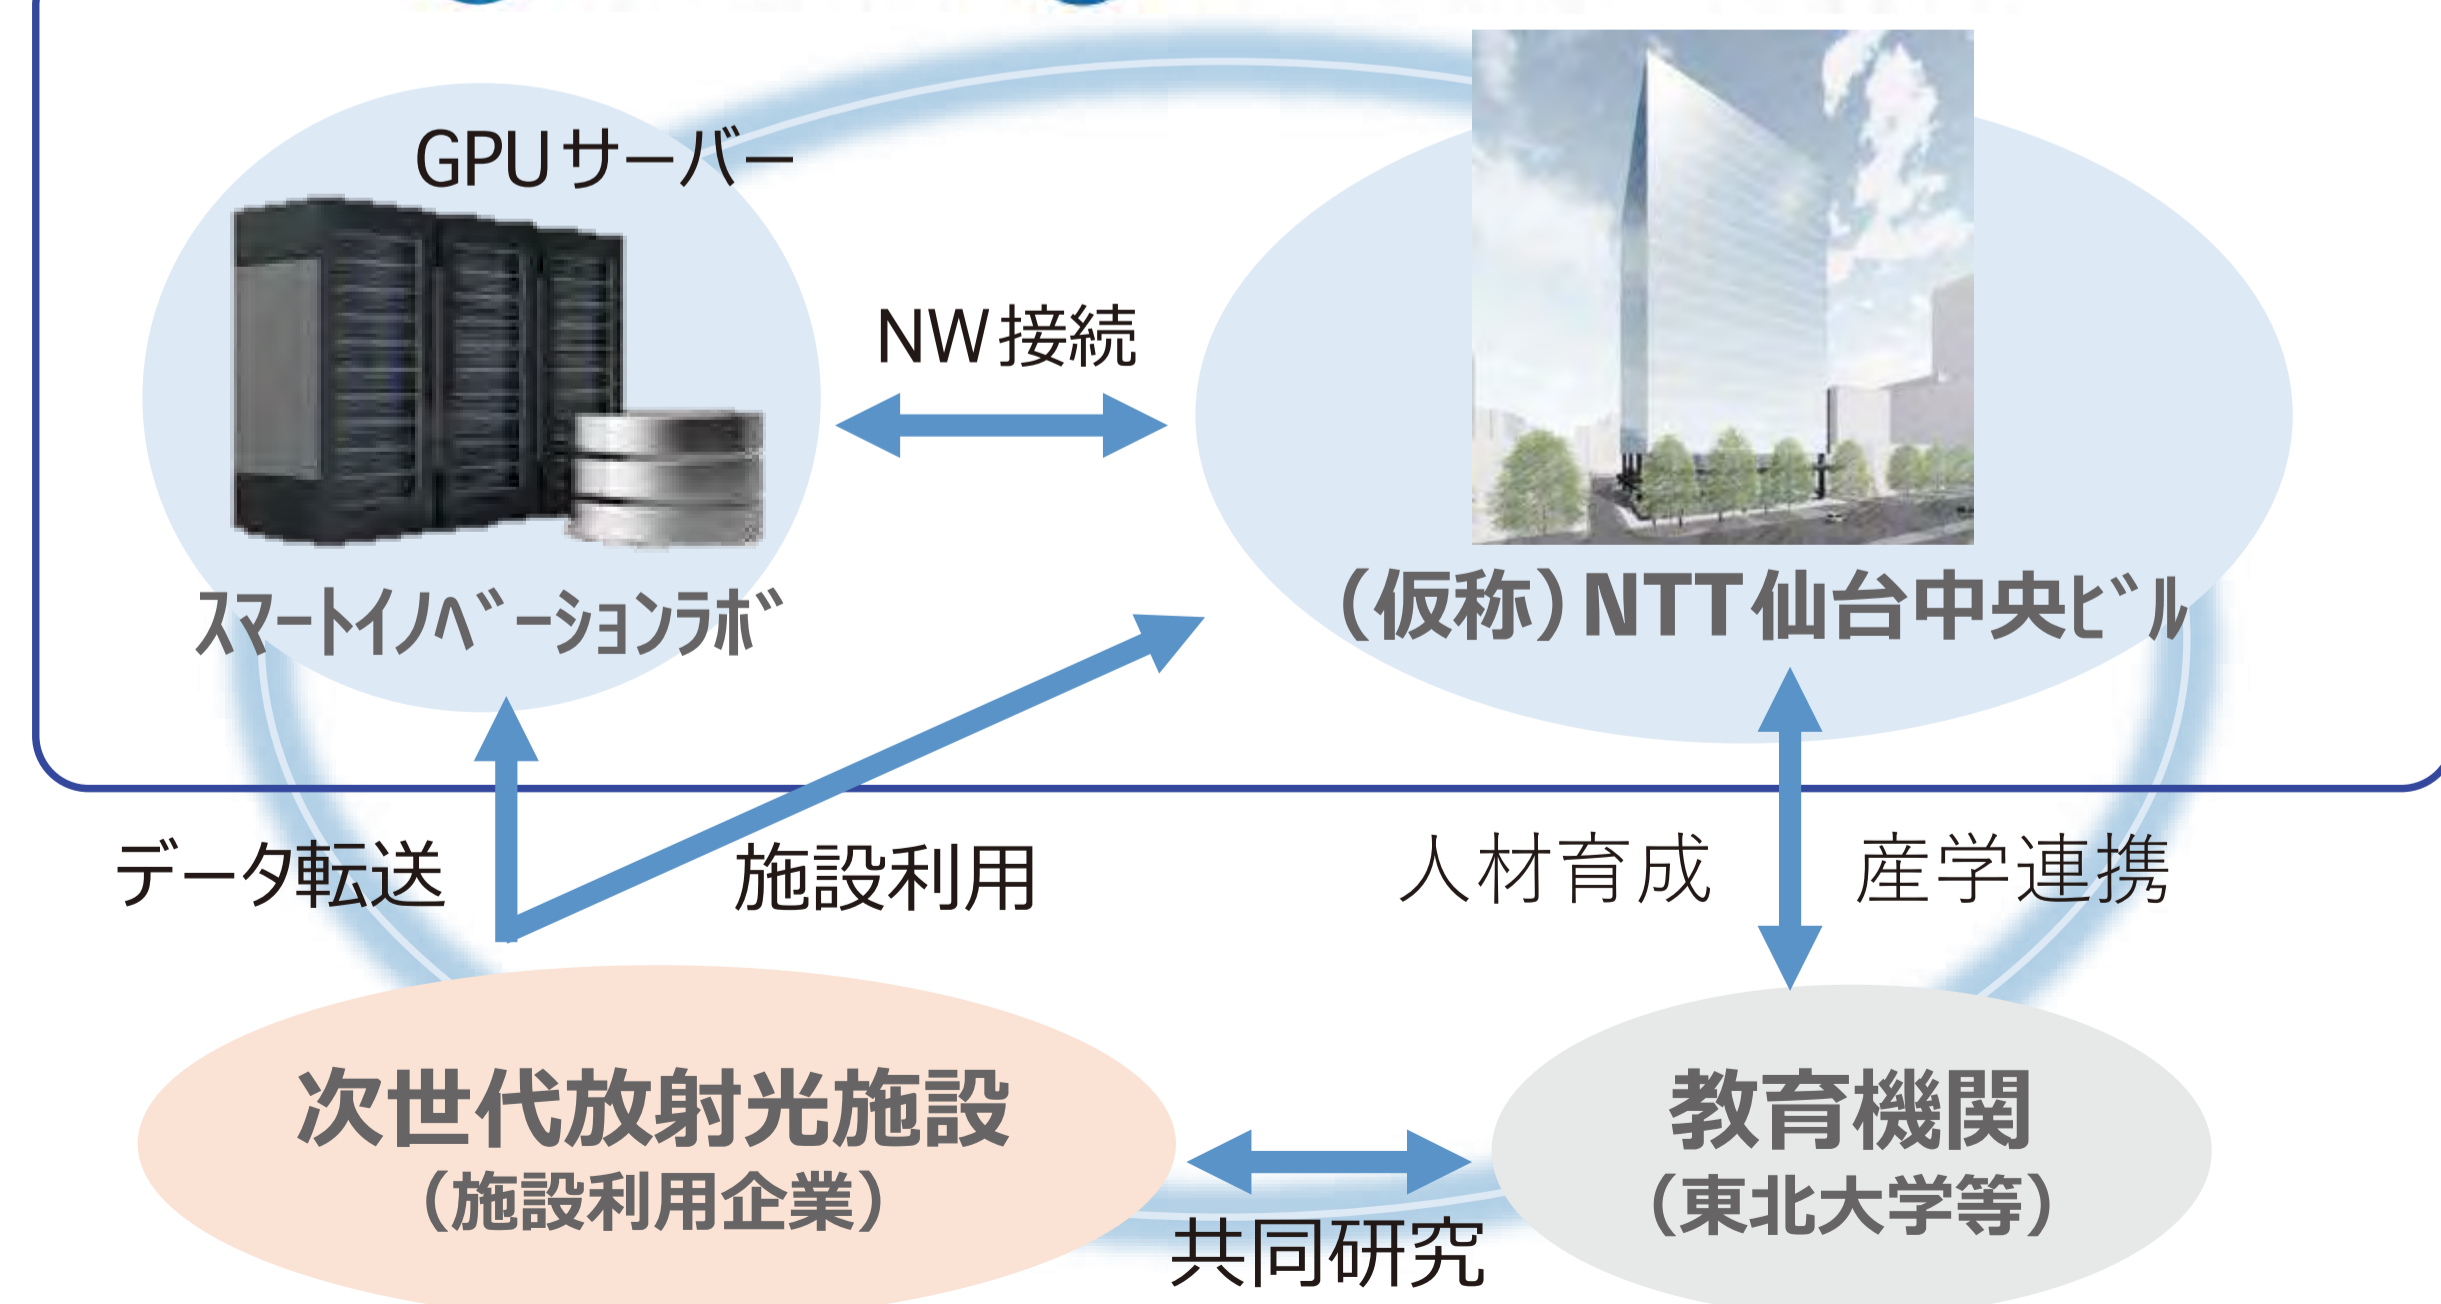 GPUサーバー
NW接続
ｽﾏｰﾄｲﾉﾍﾞｰｼｮﾝﾗﾎﾞ
（仮称）NTT仙台中央ﾋﾞﾙ
データ転送
施設利用
人材育成
産学連携
次世代放射光施設
（施設利用企業）
教育機関
（東北大学等）
共同研究